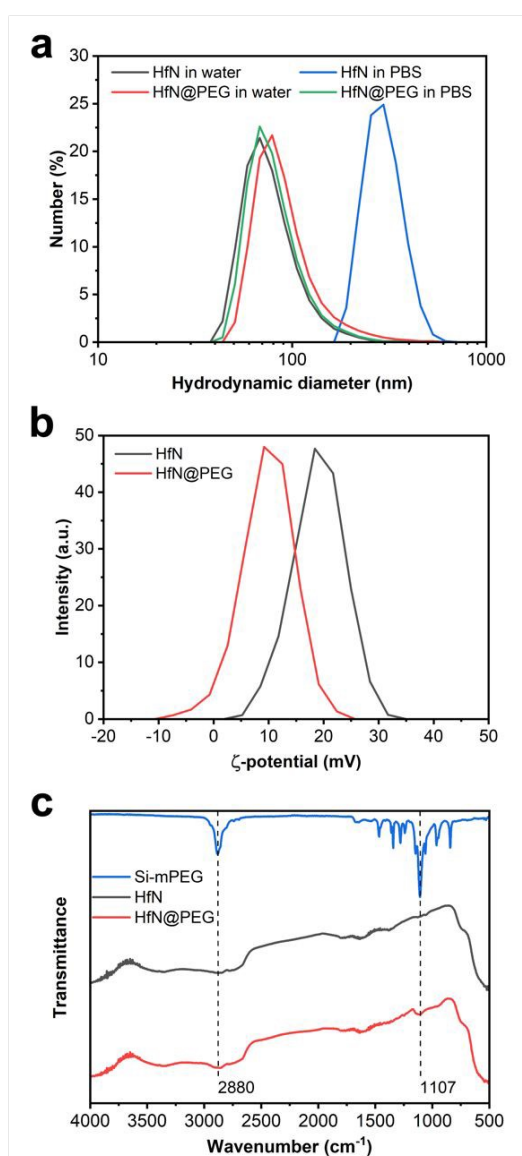 a
HfN in water
HfN in PBS
HfN@PEG in water
HfN@PEG in PBS
30
25
20
15
10
5
0
Number (%)
10
100
1000
Hydrodynamic diameter (nm)
b
HfN
HfN@PEG
50
40
30
20
10
0
Intensity (a.u.)
-20
-10
0
10
20
30
40
50
ζ-potential (mV)
c
Si-mPEG
HfN
HfN@PEG
Transmittance
2880
1107
4000
3500
3000
2500
2000
1500
1000
500
Wavenumber (cm⁻¹)